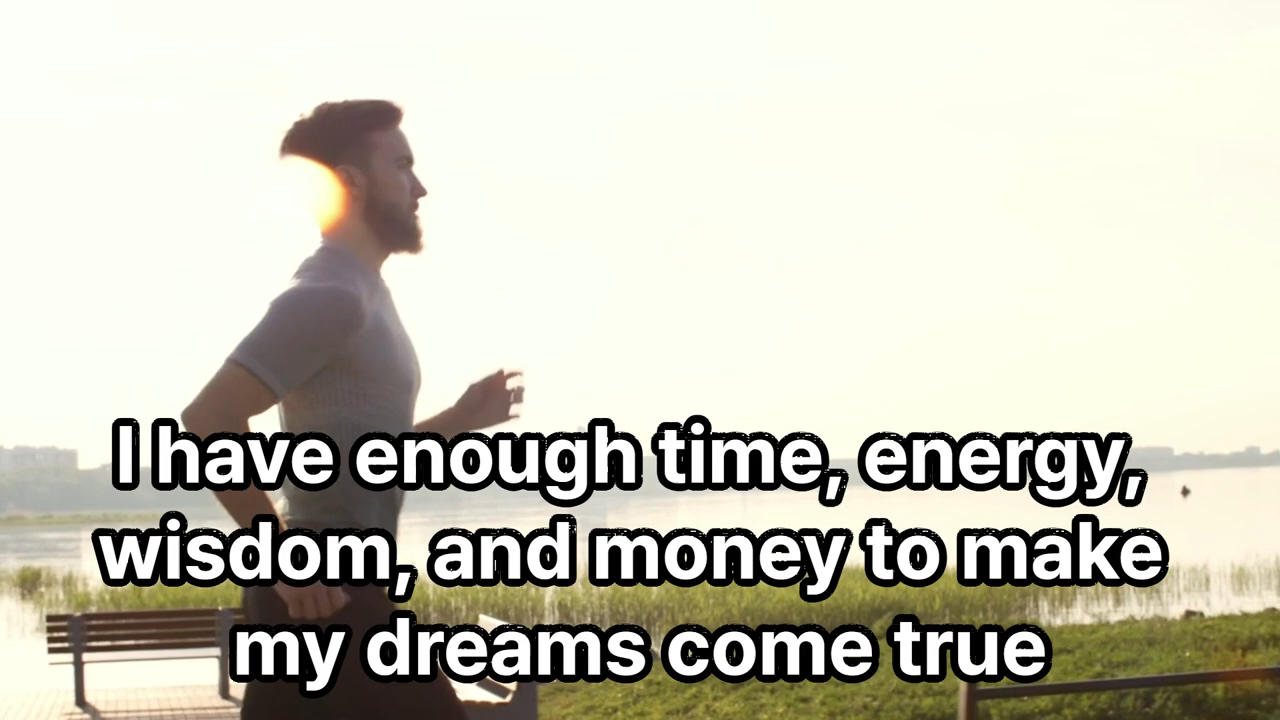 I have enough time, energy,
wisdom, and money to make
my dreams come true